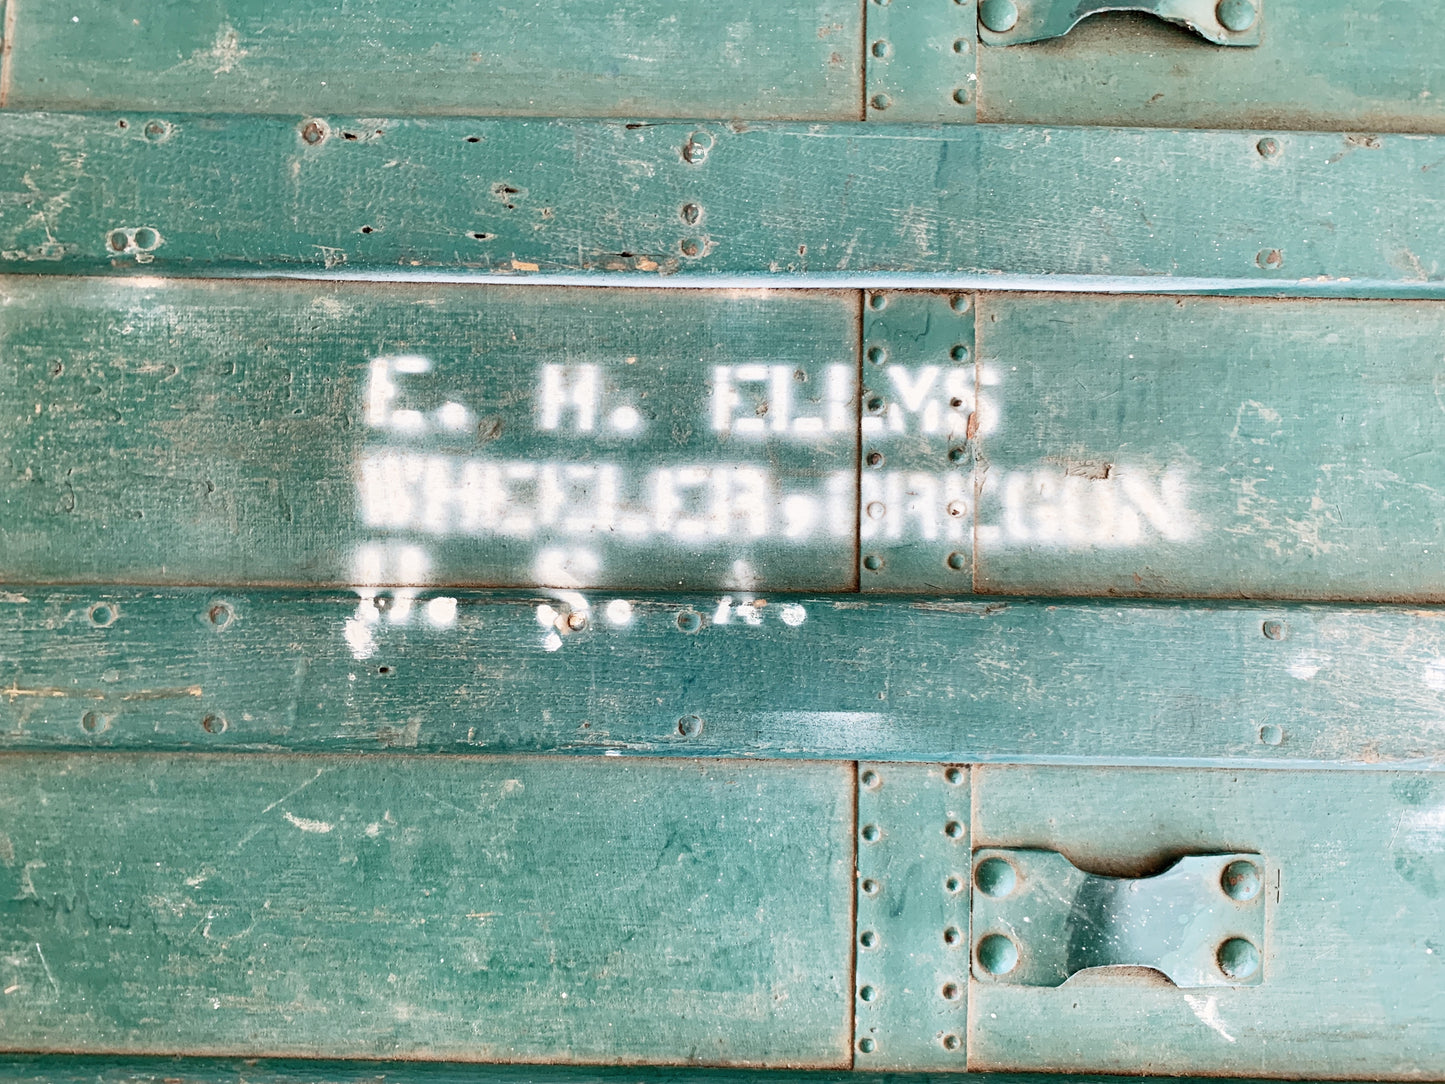 E. H. ELLMS
WHEELER, OREGON
U. S. A.